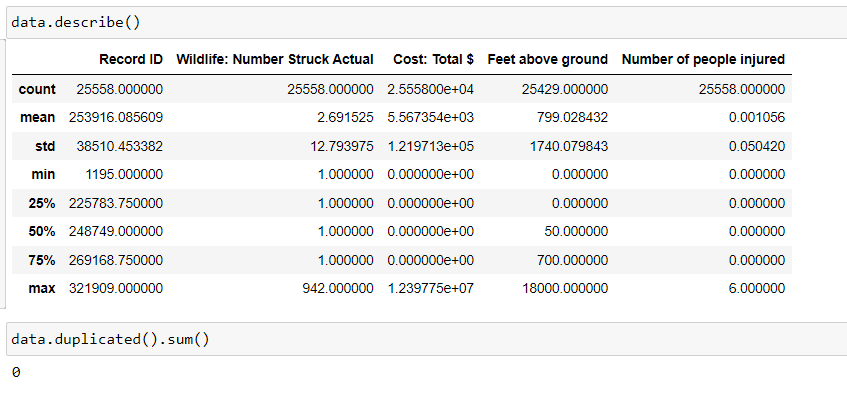 data.describe()
Record ID Wildlife: Number Struck Actual Cost: Total $ Feet above ground Number of people injured
count 25558.000000 25558.000000 2.555800e+04 25429.000000 25558.000000
mean 253916.085609 2.691525 5.567354e+03 799.028432 0.001056
std 38510.453382 12.793975 1.219713e+05 1740.079843 0.050420
min 1195.000000 1.000000 0.000000e+00 0.000000 0.000000
25% 225783.750000 1.000000 0.000000e+00 0.000000 0.000000
50% 248749.000000 1.000000 0.000000e+00 50.000000 0.000000
75% 269168.750000 1.000000 0.000000e+00 700.000000 0.000000
max 321909.000000 942.000000 1.239775e+07 18000.000000 6.000000
data.duplicated().sum()
0